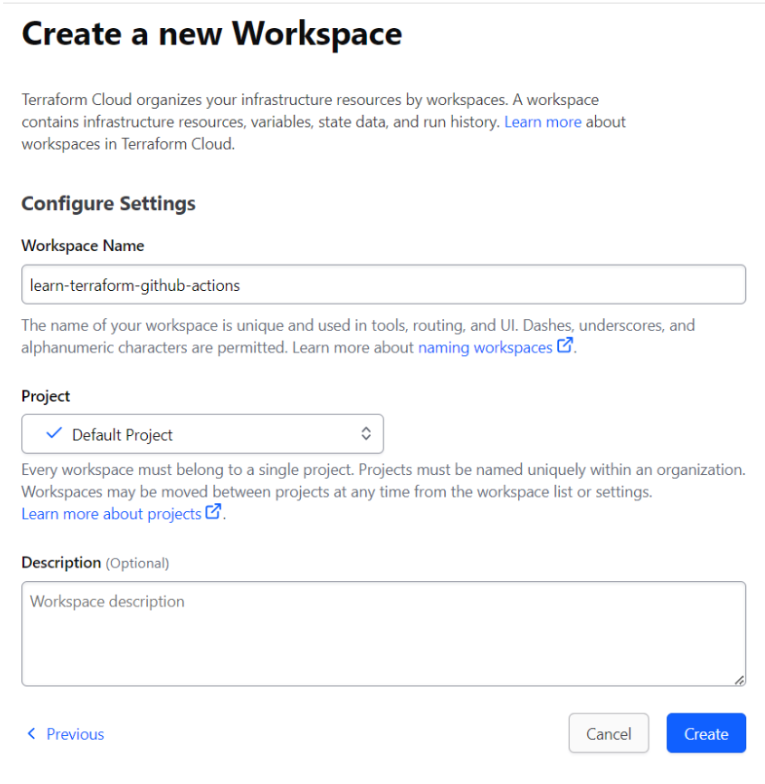 Create a new Workspace
Terraform Cloud organizes your infrastructure resources by workspaces. A workspace
contains infrastructure resources, variables, state data, and run history. Learn more about
workspaces in Terraform Cloud.
Configure Settings
Workspace Name
learn-terraform-github-actions
The name of your workspace is unique and used in tools, routing, and UI. Dashes, underscores, and
alphanumeric characters are permitted. Learn more about naming workspaces.
Project
Default Project
Every workspace must belong to a single project. Projects must be named uniquely within an organization.
Workspaces may be moved between projects at any time from the workspace list or settings.
Learn more about projects.
Description (Optional)
Workspace description
Previous
Cancel
Create